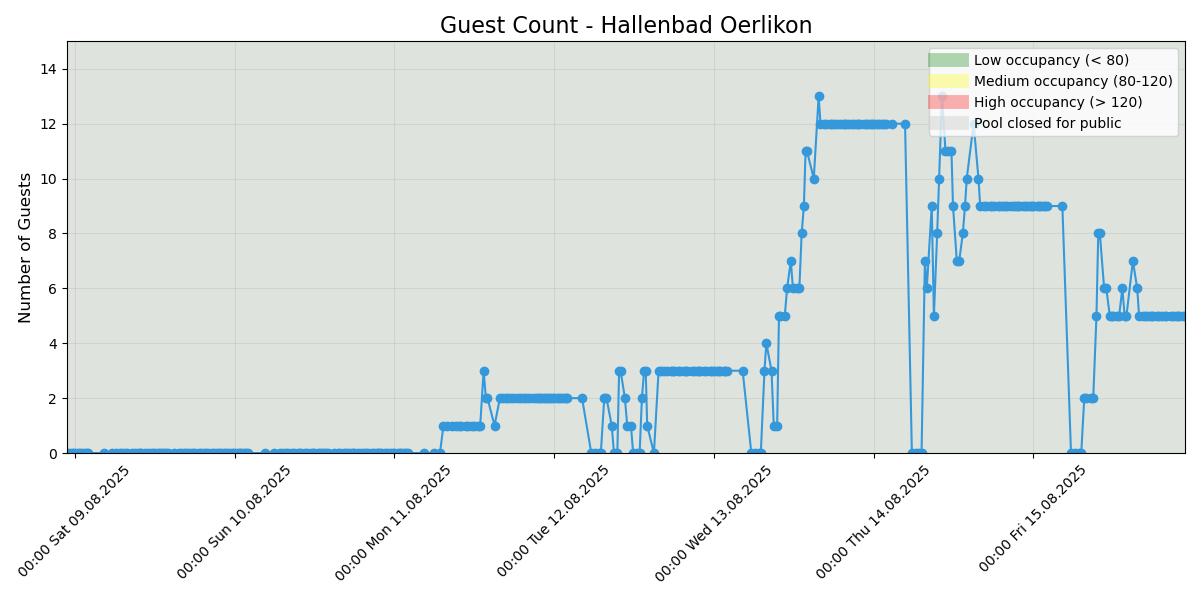 Guest Count - Hallenbad Oerlikon
Number of Guests
14
12
10
8
6
4
2
0
Low occupancy (< 80)
Medium occupancy (80-120)
High occupancy (> 120)
Pool closed for public
00:00 Sat 09.08.2025
00:00 Sun 10.08.2025
00:00 Mon 11.08.2025
00:00 Tue 12.08.2025
00:00 Wed 13.08.2025
00:00 Thu 14.08.2025
00:00 Fri 15.08.2025